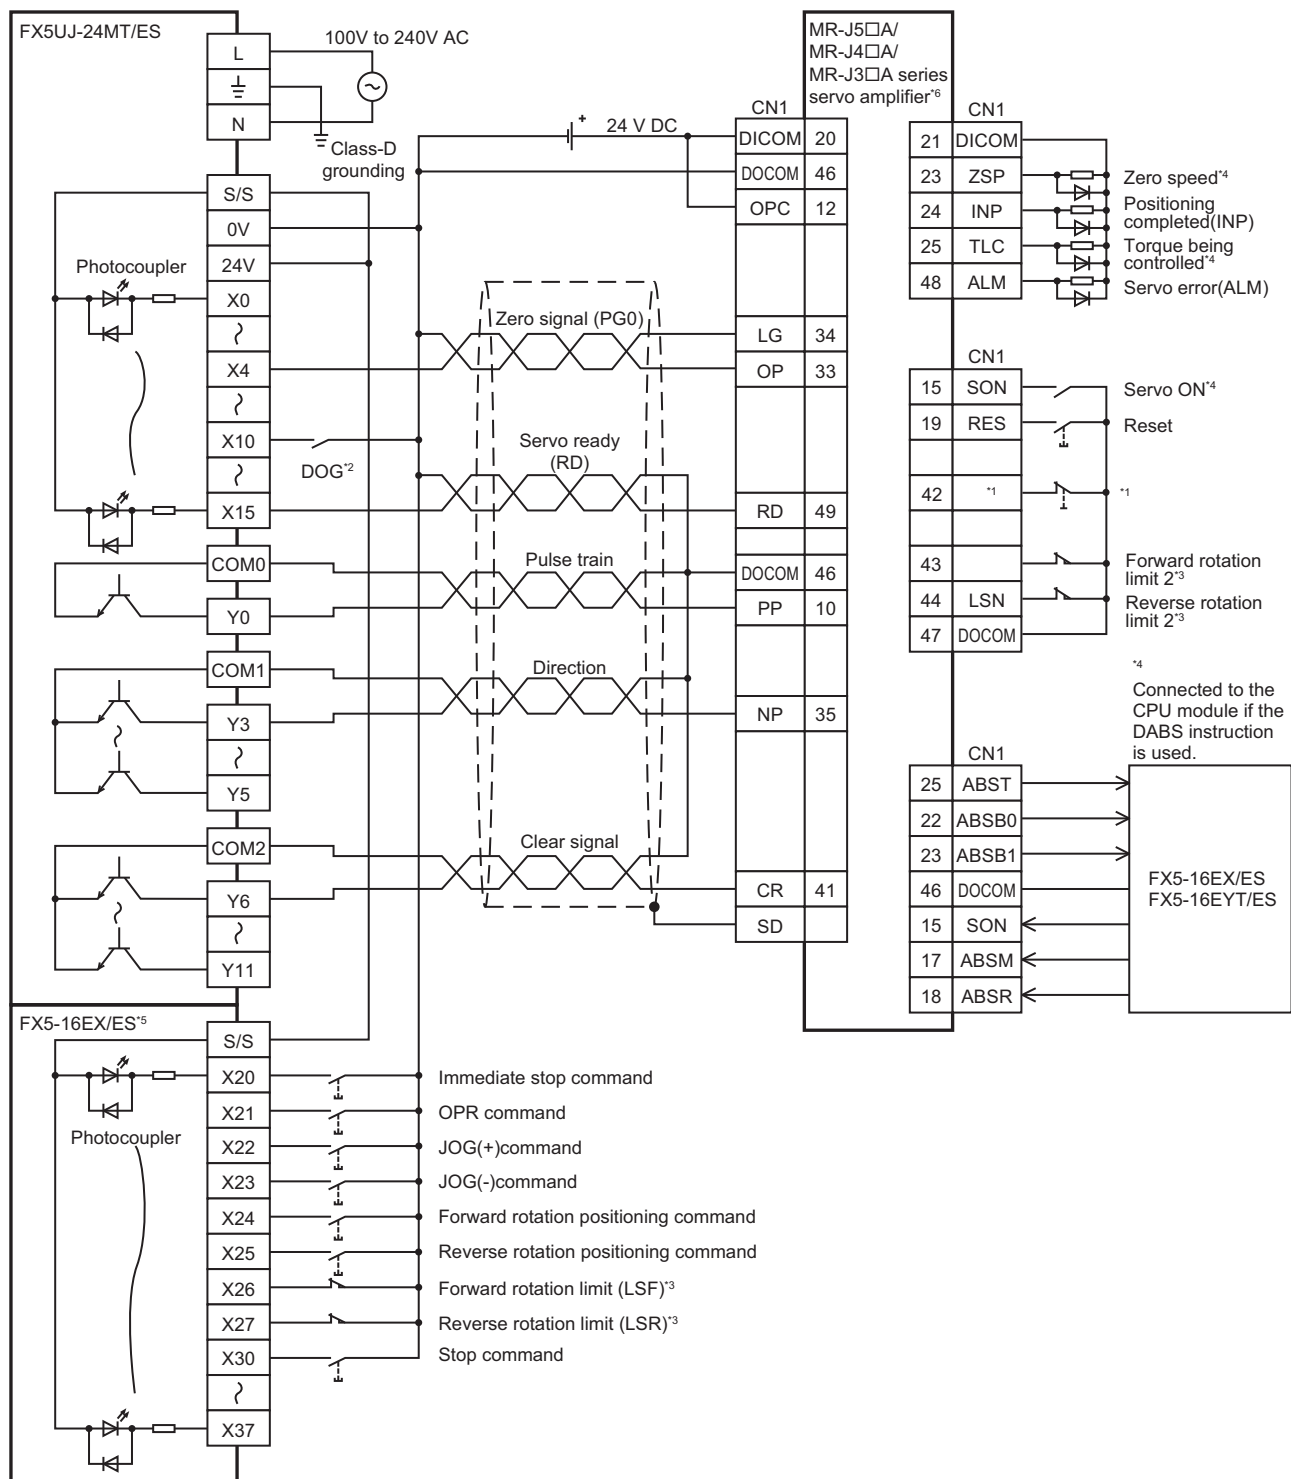 FX5UJ-24MT/ES
L
N
100V to 240V AC
Class-D
grounding
S/S
0V
24V
X0
X4
X10
X15
Photocoupler
DOG*2
COM0
Y0
COM1
Y3
Y5
COM2
Y6
Y11
FX5-16EX/ES*5
S/S
X20
X21
X22
X23
X24
X25
X26
X27
X30
X37
Photocoupler
Immediate stop command
OPR command
JOG(+)command
JOG(-)command
Forward rotation positioning command
Reverse rotation positioning command
Forward rotation limit (LSF)*3
Reverse rotation limit (LSR)*3
Stop command
+
24 V DC
Zero signal (PG0)
Servo ready
(RD)
Pulse train
Direction
Clear signal
MR-J5□A/
MR-J4□A/
MR-J3□A series
servo amplifier*6
CN1
DICOM 20
DOCOM 46
OPC 12
LG 34
OP 33
RD 49
DOCOM 46
PP 10
NP 35
CR 41
SD
CN1
21 DICOM
23 ZSP
24 INP
25 TLC
48 ALM
Zero speed*4
Positioning
completed(INP)
Torque being
controlled*4
Servo error(ALM)
CN1
15 SON
19 RES
42 *1
43
44 LSN
47 DOCOM
Servo ON*4
Reset
*1
Forward rotation
limit 2*3
Reverse rotation
limit 2*3
*4
Connected to the
CPU module if the
DABS instruction
is used.
CN1
25 ABST
22 ABSB0
23 ABSB1
46 DOCOM
15 SON
17 ABSM
18 ABSR
FX5-16EX/ES
FX5-16EYT/ES